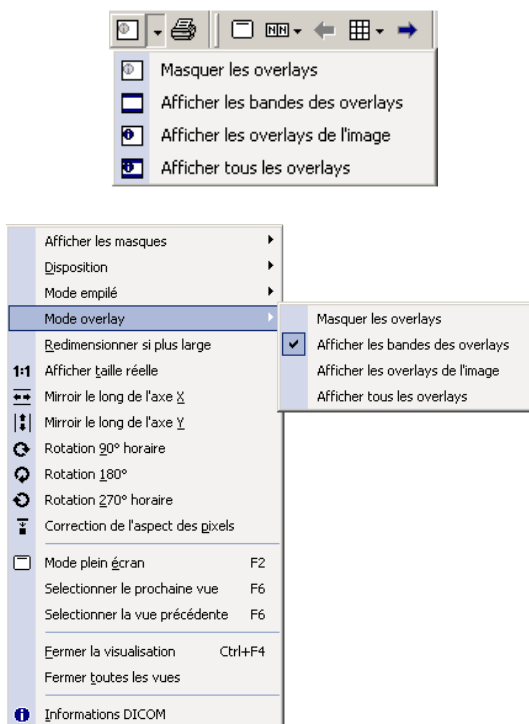 NN
Masquer les overlays
Afficher les bandes des overlays
Afficher les overlays de l'image
Afficher tous les overlays
Afficher les masques
Disposition
Mode empilé
Mode overlay
Masquer les overlays
Redimensionner si plus large
Afficher les bandes des overlays
1:1 Afficher taille réelle
Afficher les overlays de l'image
Mirroir le long de l'axe X
Afficher tous les overlays
Mirroir le long de l'axe Y
Rotation 90° horaire
Rotation 180°
Rotation 270° horaire
Correction de l'aspect des pixels
Mode plein écran F2
Selectionner le prochaine vue F6
Selectionner la vue précédente F6
Fermer la visualisation Ctrl+F4
Fermer toutes les vues
Informations DICOM